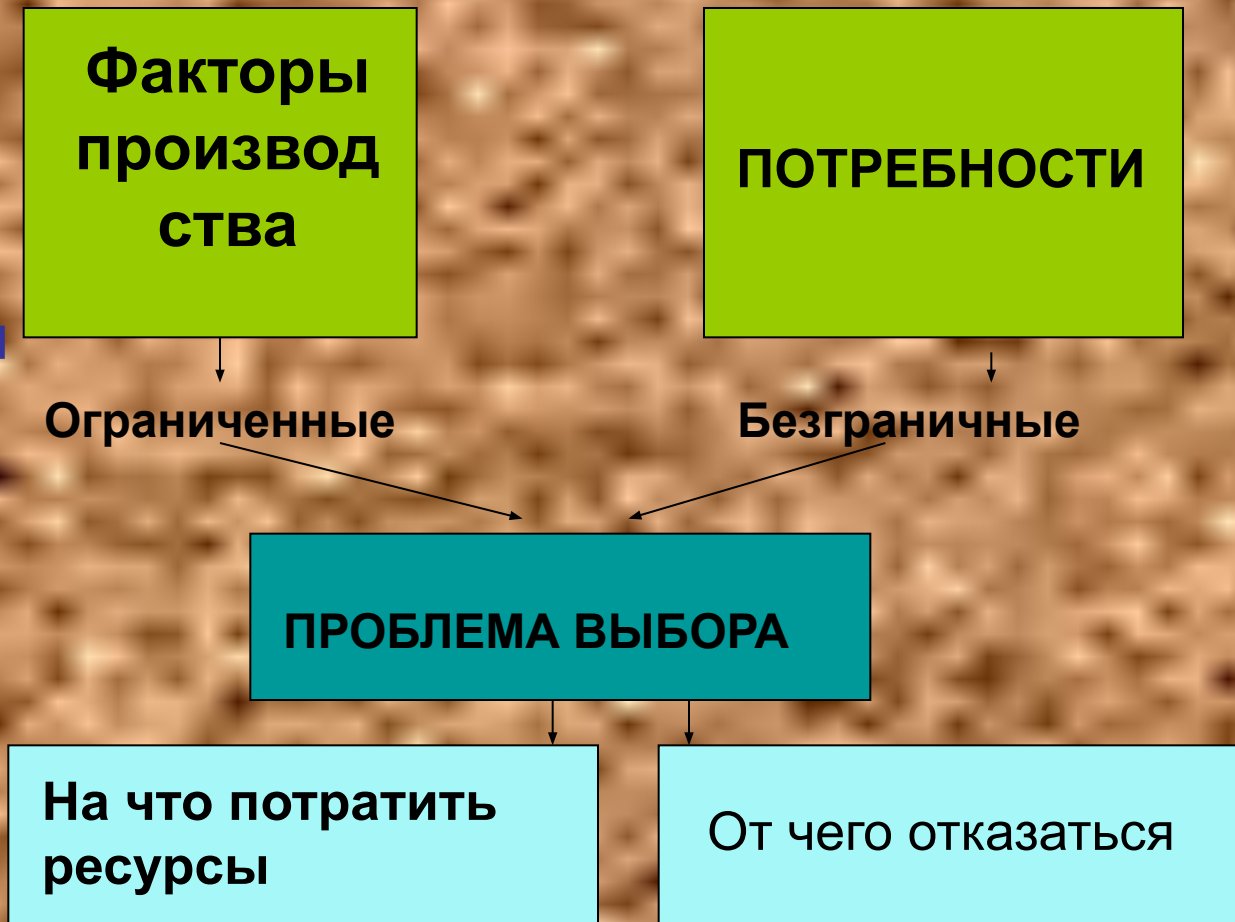 Факторы
производ
ства
ПОТРЕБНОСТИ
Ограниченные
Безграничные
ПРОБЛЕМА ВЫБОРА
На что потратить
ресурсы
От чего отказаться